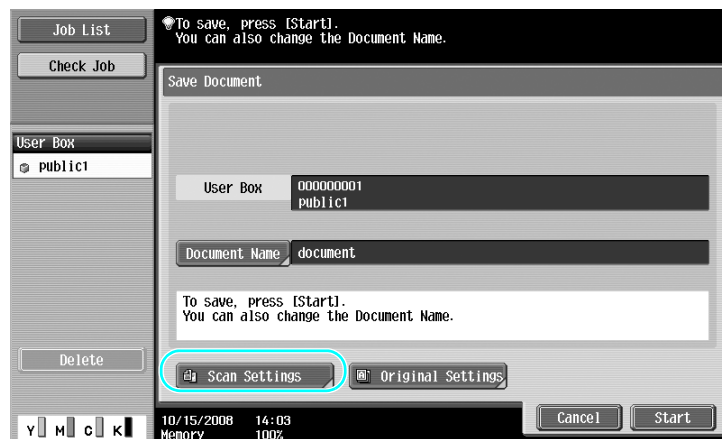 Job List
Check Job
To save, press [Start].
You can also change the Document Name.
Save Document
User Box
public1
User Box
000000001
public1
Document Name
document
To save, press [Start].
You can also change the Document Name.
Delete
Scan Settings
Original Settings
Y M C K
10/15/2008 14:03
Memory 100%
Cancel
Start